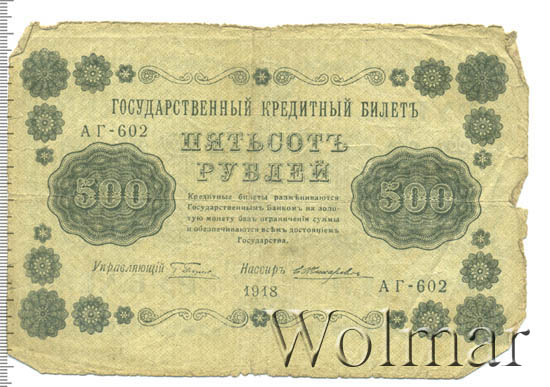 ГОСУДАРСТВЕННЫЙ КРЕДИТНЫЙ БИЛЕТЪ
АГ-602
ПЯТЬСОТЪ
РУБЛЕЙ
500
500
Кредитные билеты размѣниваются
Государственнымъ Банкомъ на золо-
тую монету безъ ограниченія суммы
и обезпечиваются всѣмъ достояніемъ
Государства.
Управляющій
Кассиръ
1918
АГ-602
Wolmar